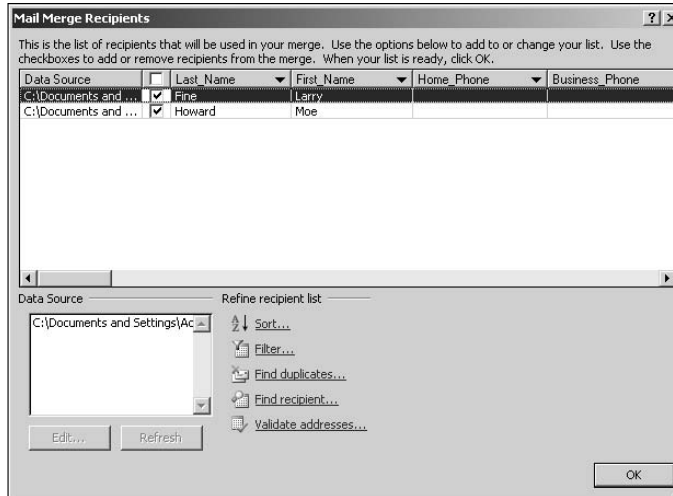 Mail Merge Recipients
This is the list of recipients that will be used in your merge. Use the options below to add to or change your list. Use the
checkboxes to add or remove recipients from the merge. When your list is ready, click OK.
Data Source Last_Name First_Name Home_Phone Business_Phone
C:\Documents and ... Fine Larry
C:\Documents and ... Howard Moe
Data Source
C:\Documents and Settings\Ac
Edit... Refresh
Refine recipient list
Sort...
Filter...
Find duplicates...
Find recipient...
Validate addresses...
OK